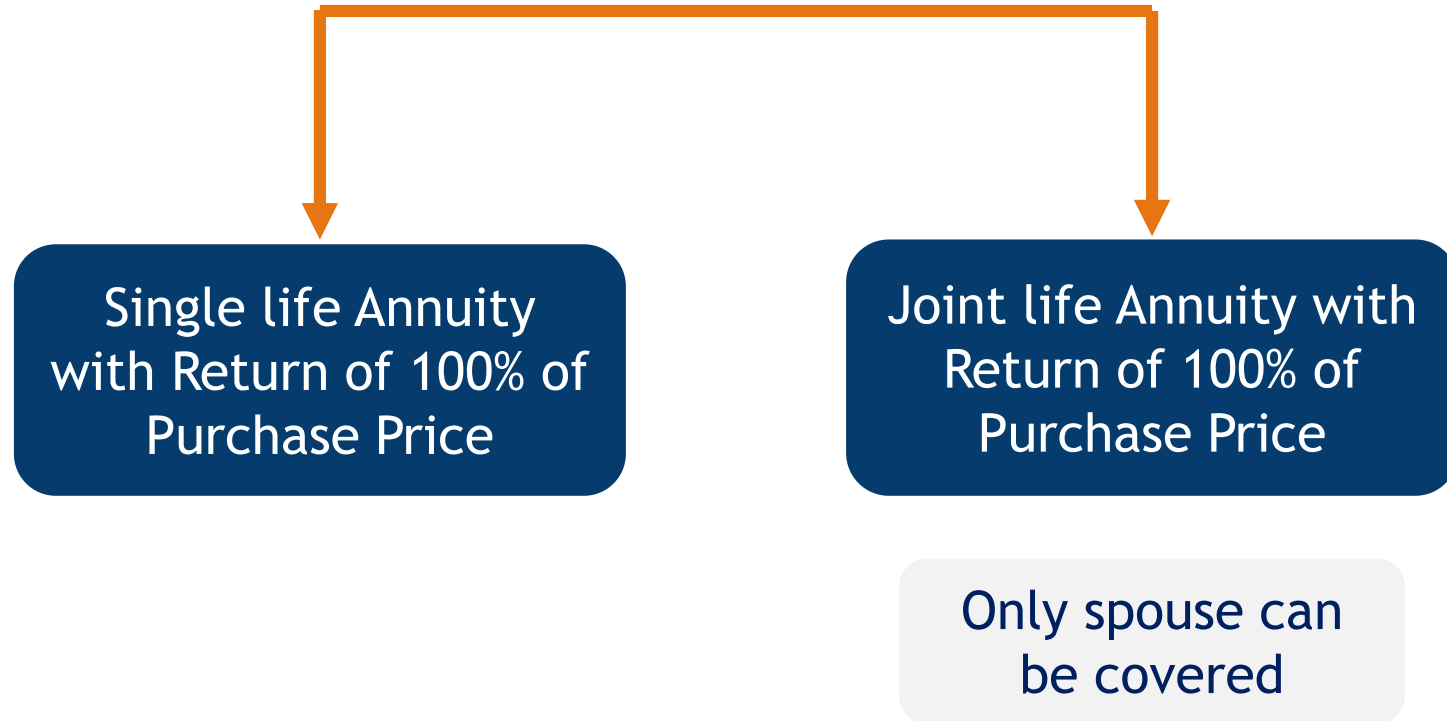 Single life Annuity
with Return of 100% of
Purchase Price
Joint life Annuity with
Return of 100% of
Purchase Price
Only spouse can
be covered